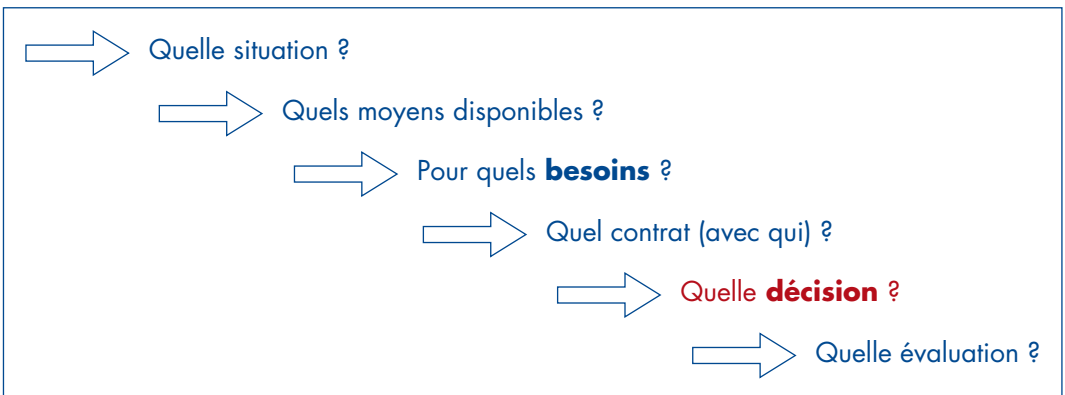 Quelle situation ?
Quels moyens disponibles ?
Pour quels besoins ?
Quel contrat (avec qui) ?
Quelle décision ?
Quelle évaluation ?